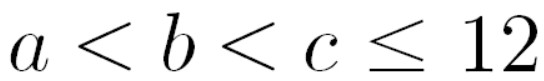 a < b < c ≤ 12